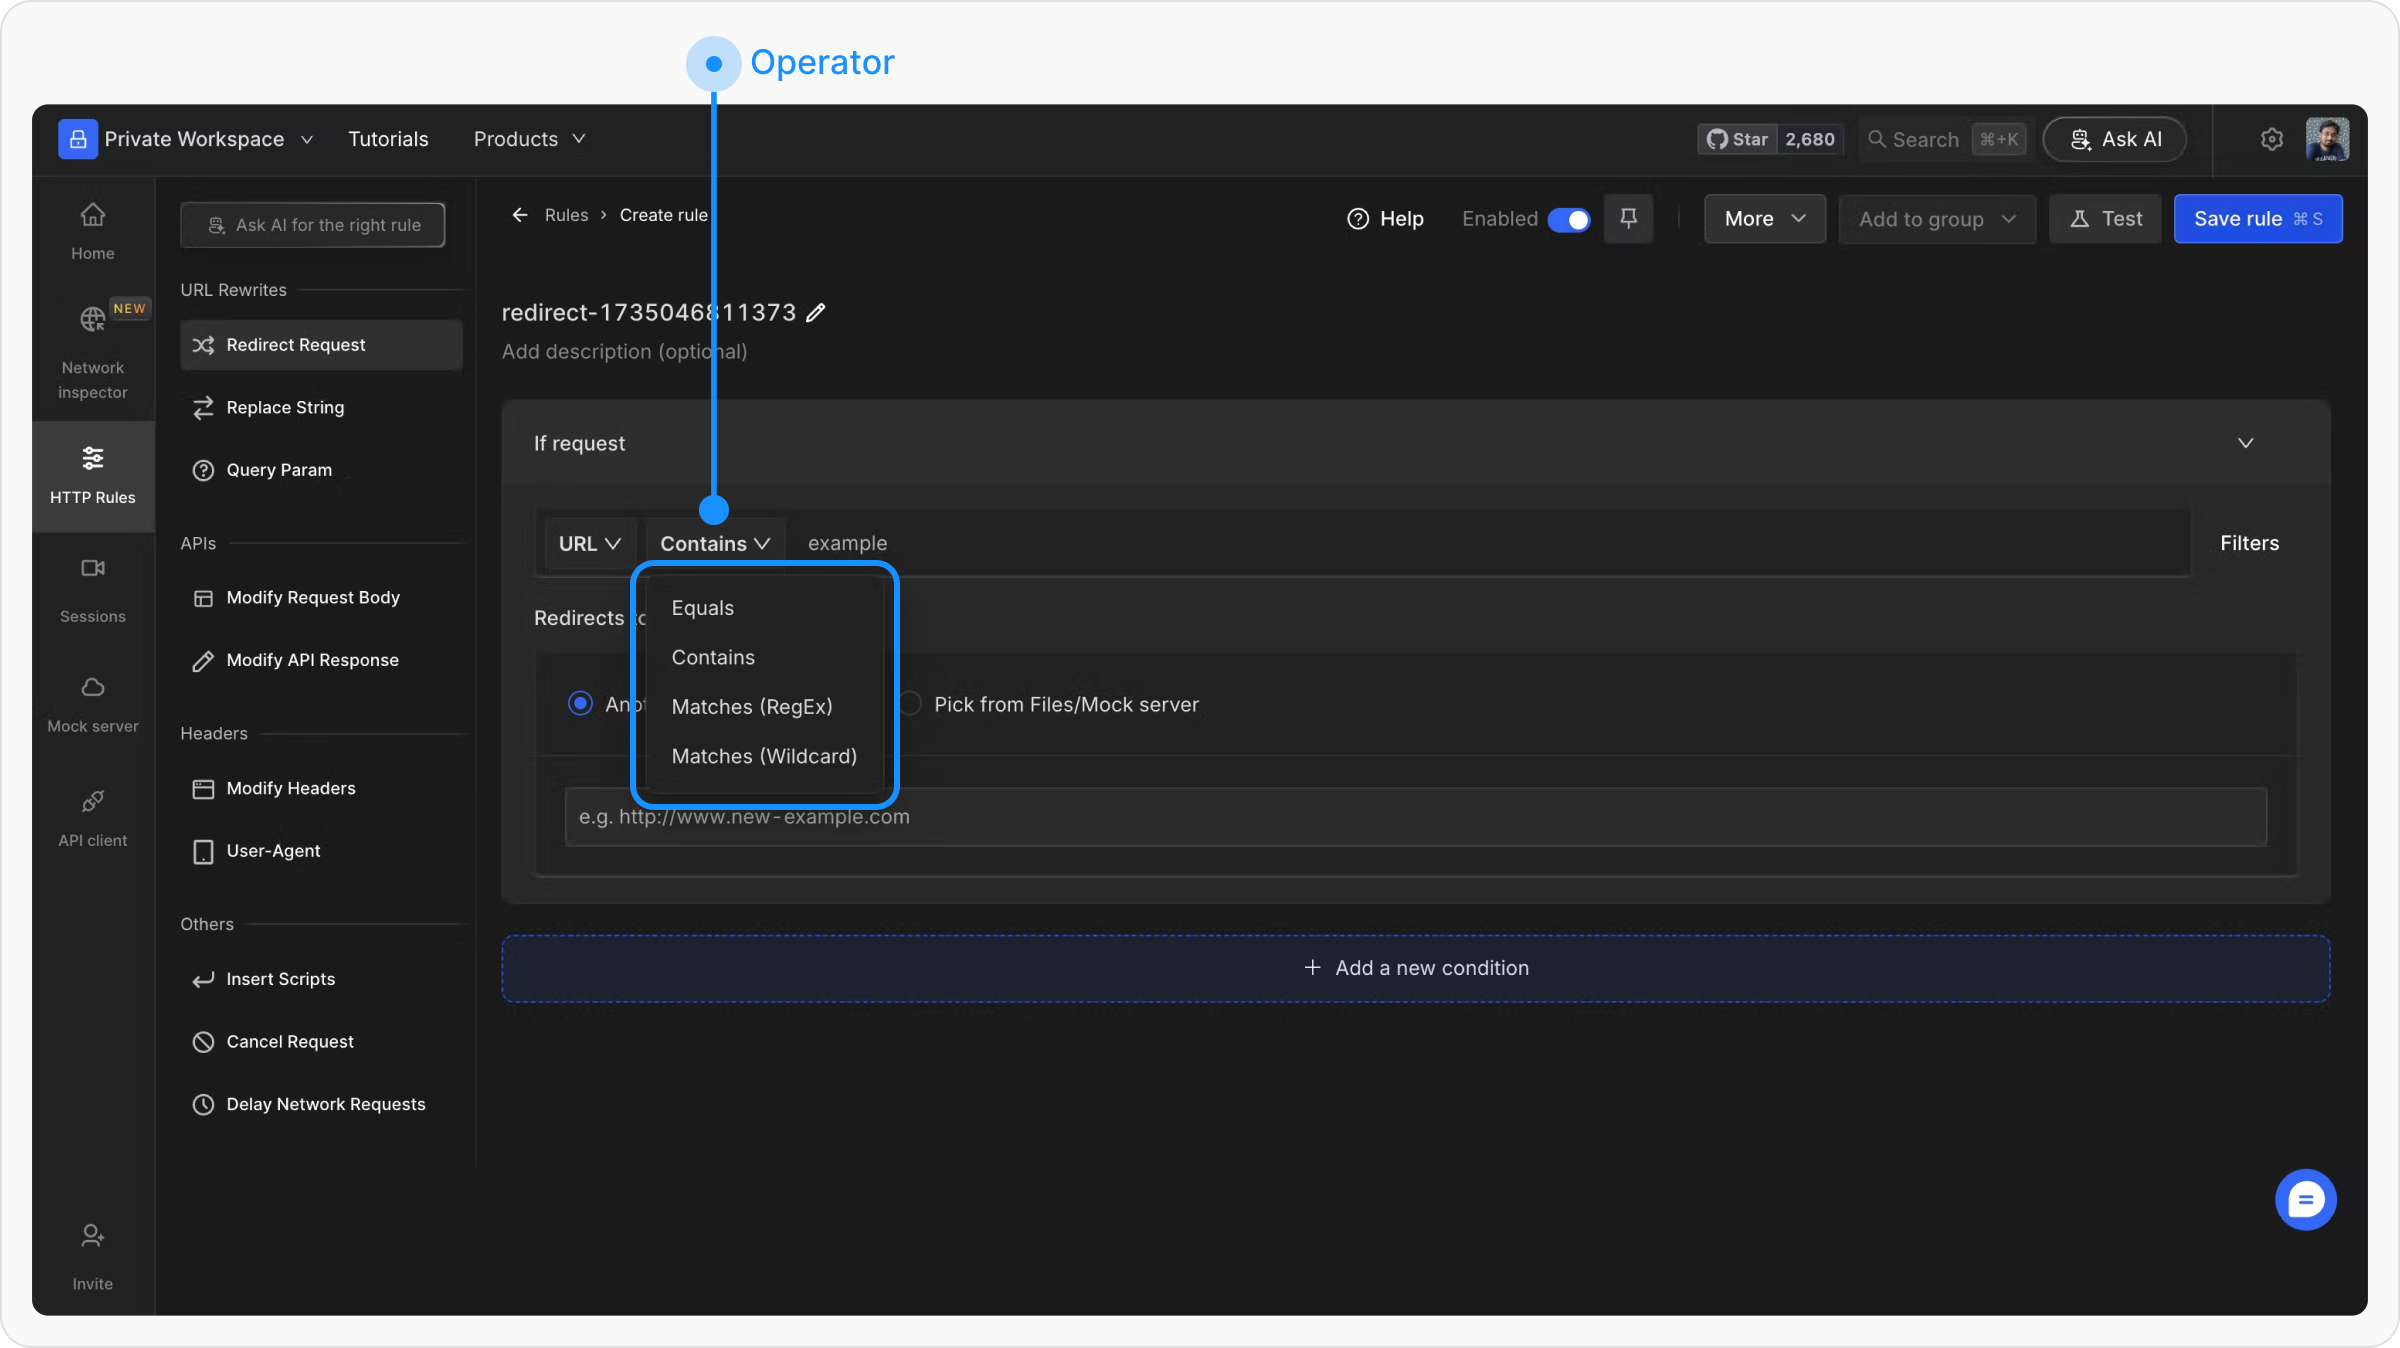 Operator
Private Workspace
Tutorials
Products
Star 2,680
Search ⌘+K
Ask AI
Home
NEW
Network
inspector
HTTP Rules
Sessions
Mock server
API client
Invite
Ask AI for the right rule
URL Rewrites
Redirect Request
Replace String
Query Param
APIs
Modify Request Body
Modify API Response
Headers
Modify Headers
User-Agent
Others
Insert Scripts
Cancel Request
Delay Network Requests
Rules › Create rule
Help
Enabled
More
Add to group
Test
Save rule ⌘ S
redirect-1735046811373
Add description (optional)
If request
URL
Contains
example
Filters
Equals
Contains
Matches (RegEx)
Matches (Wildcard)
Redirects
Pick from Files/Mock server
e.g. http://www.new-example.com
+ Add a new condition